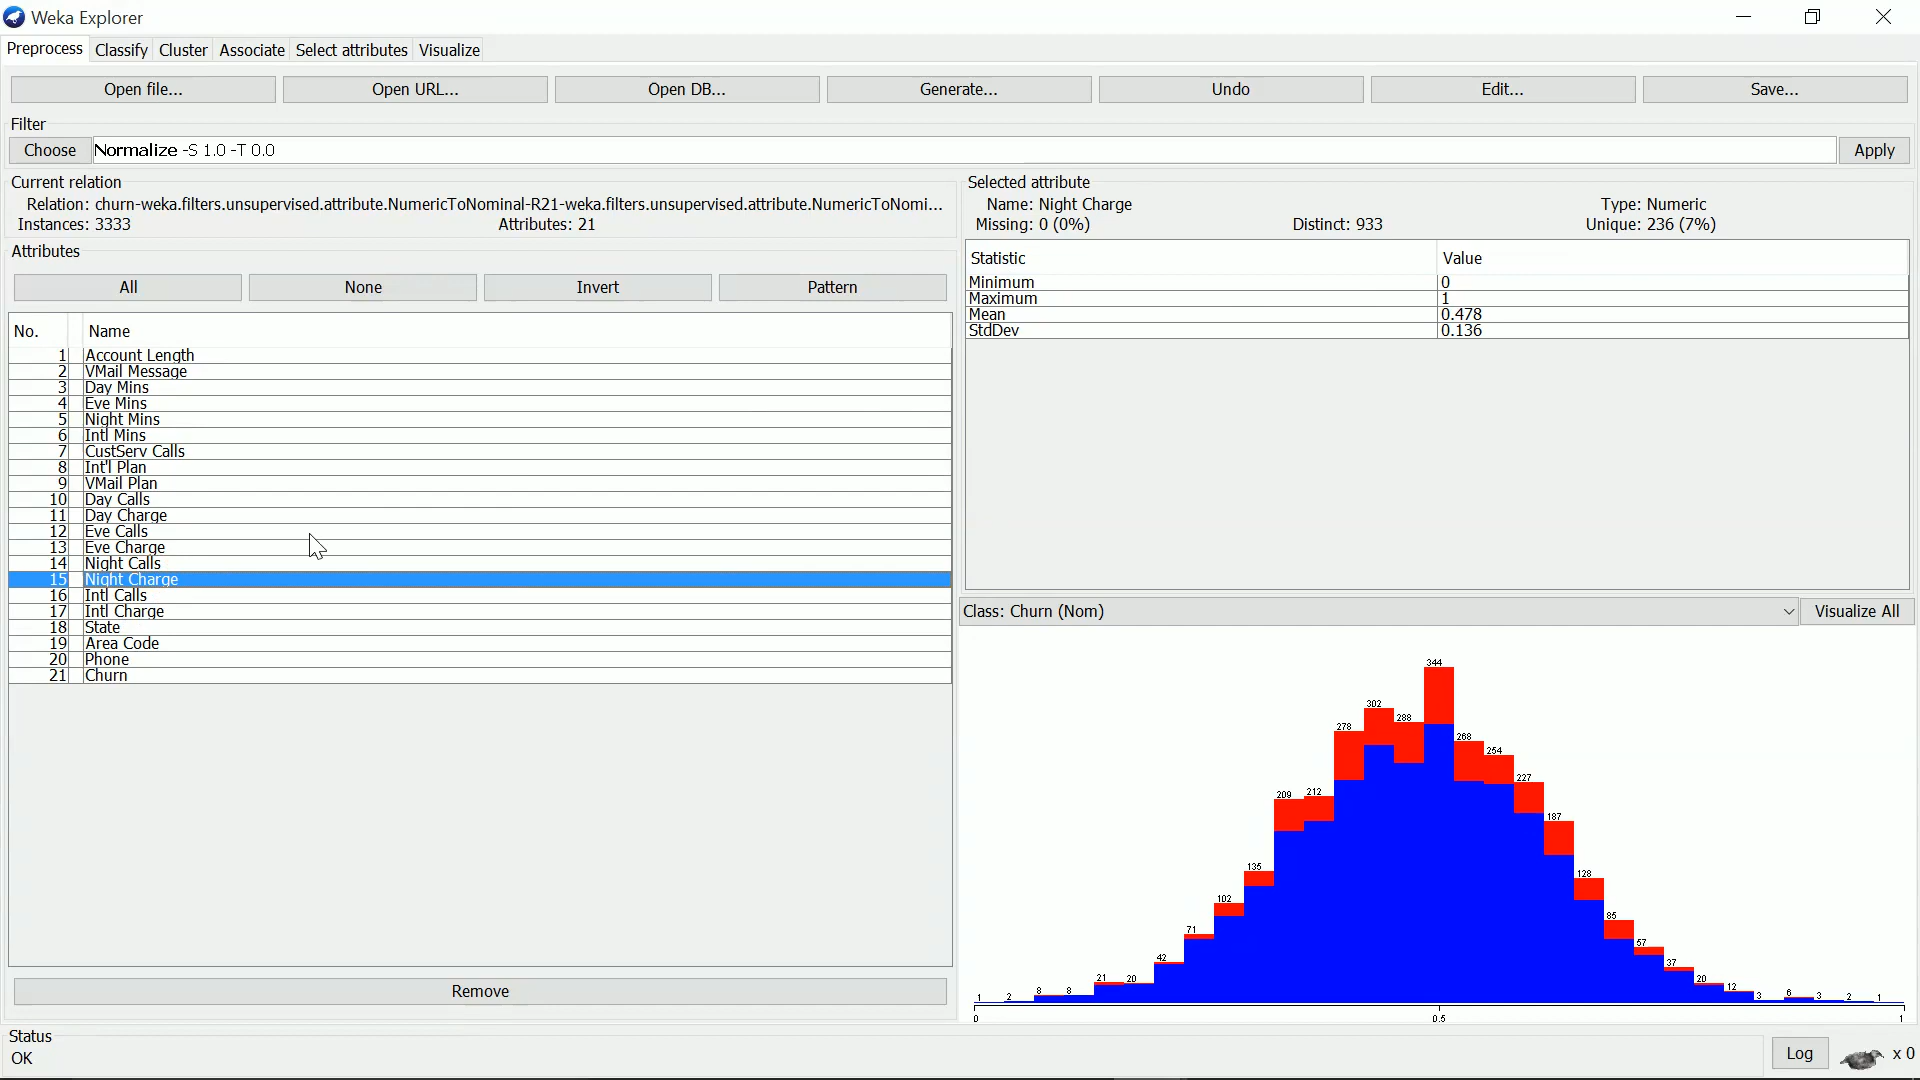 Weka Explorer
Preprocess Classify Cluster Associate Select attributes Visualize
Open file... Open URL... Open DB... Generate... Undo Edit... Save...
Filter
Choose Normalize -S 1.0 -T 0.0 Apply
Current relation
Relation: churn-weka.filters.unsupervised.attribute.NumericToNominal-R21-weka.filters.unsupervised.attribute.NumericToNomi...
Instances: 3333 Attributes: 21
Attributes
All None Invert Pattern
No. Name
1 Account Length
2 VMail Message
3 Day Mins
4 Eve Mins
5 Night Mins
6 Intl Mins
7 CustServ Calls
8 Int'l Plan
9 VMail Plan
10 Day Calls
11 Day Charge
12 Eve Calls
13 Eve Charge
14 Night Calls
15 Night Charge
16 Intl Calls
17 Intl Charge
18 State
19 Area Code
20 Phone
21 Churn
Remove
Selected attribute
Name: Night Charge Type: Numeric
Missing: 0 (0%) Distinct: 933 Unique: 236 (7%)
Statistic Value
Minimum 0
Maximum 1
Mean 0.478
StdDev 0.136
Class: Churn (Nom) Visualize All
1 2 8 8 21 20 42 71 102 135 209 212 278 302 288 344 268 254 227 187 128 85 57 37 20 12 3 6 3 2 1
0 0.5 1
Status
OK
Log x 0